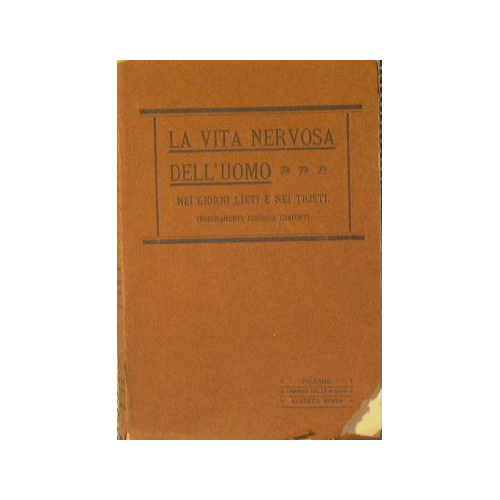 LA VITA NERVOSA
DELL'UOMO
NEI GIORNI LIETI E NEI TRISTI.
INSEGNAMENTI, CONSIGLI, CONFORTI.
PALERMO
ALBERTO REBER